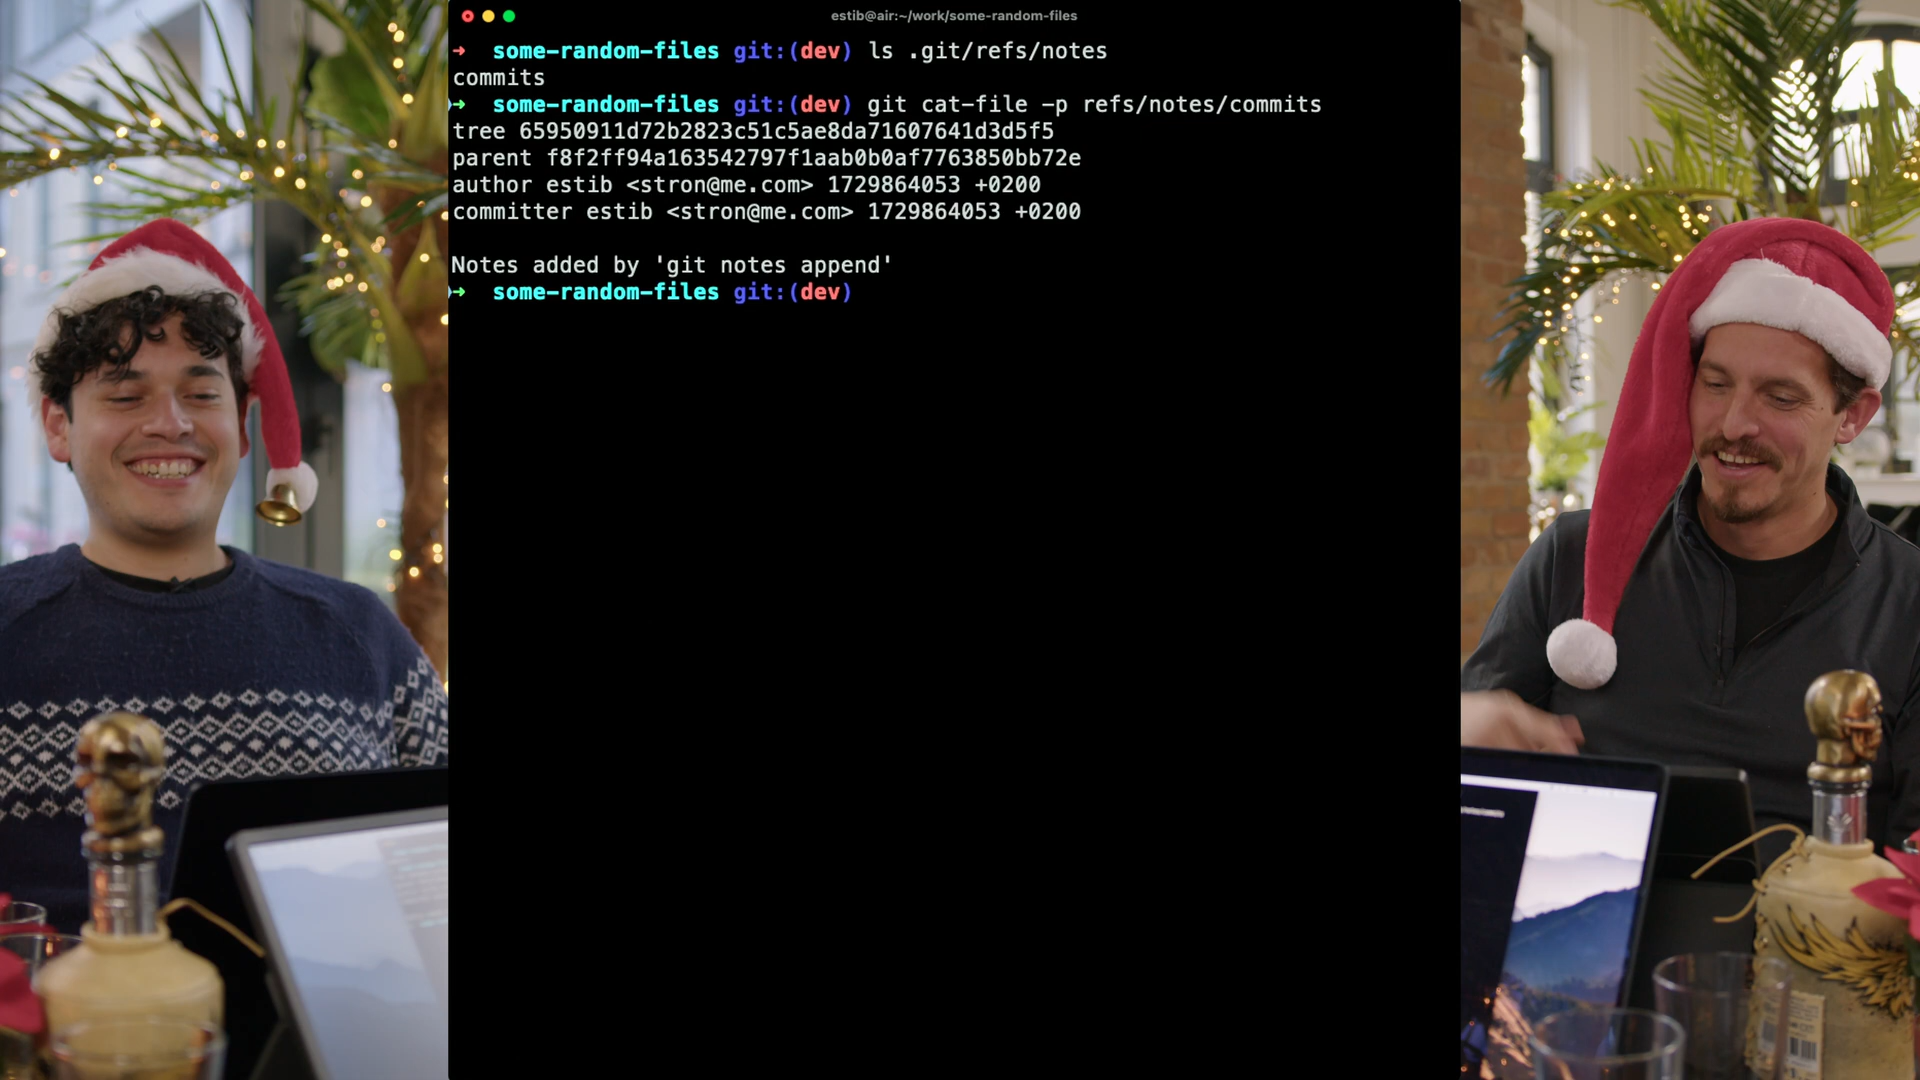 estib@air:~/work/some-random-files
➜ some-random-files git:(dev) ls .git/refs/notes
commits
➜ some-random-files git:(dev) git cat-file -p refs/notes/commits
tree 65950911d72b2823c51c5ae8da71607641d3d5f5
parent f8f2ff94a163542797f1aab0b0af7763850bb72e
author estib <stron@me.com> 1729864053 +0200
committer estib <stron@me.com> 1729864053 +0200
Notes added by 'git notes append'
➜ some-random-files git:(dev)